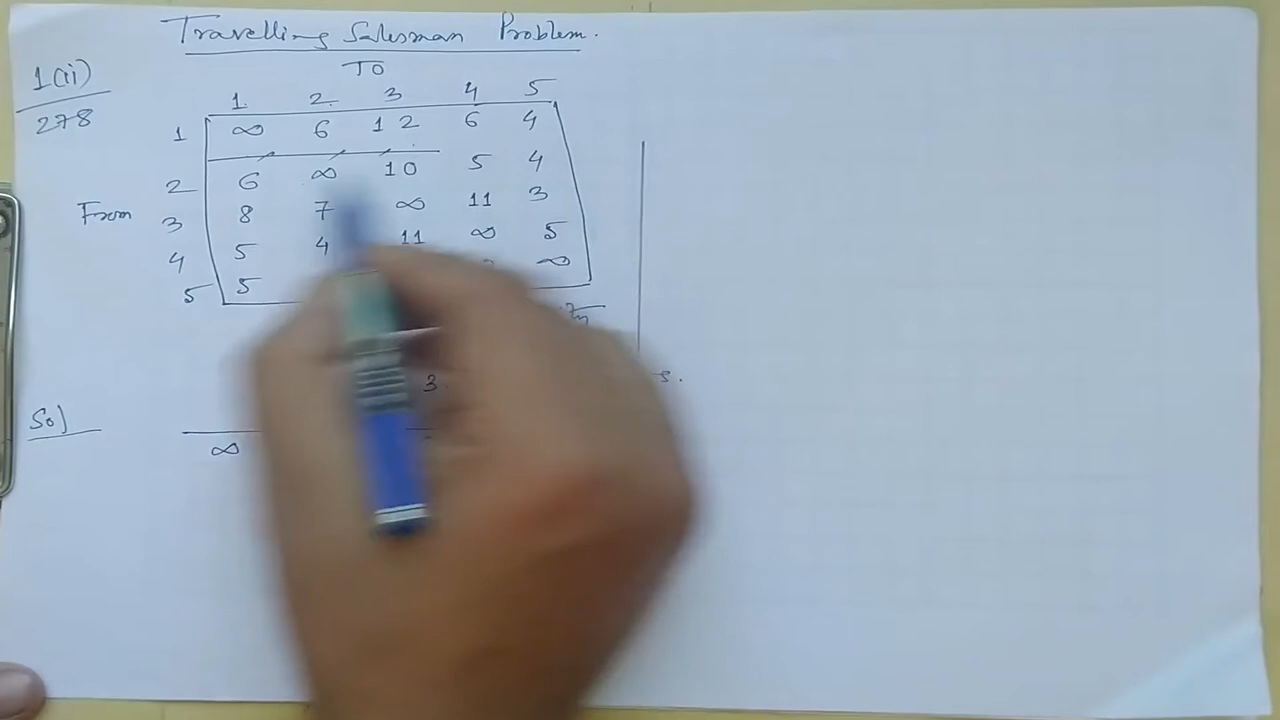 Travelling Salesman Problem.
1(ii)
278
TO
1. 2. 3 4 5
1 ∞ 6 12 6 4
2 6 ∞ 10 5 4
From
3 8 7 ∞ 11 3
4 5 4 11 ∞ 5
5 5 ∞
3.
Sol
∞